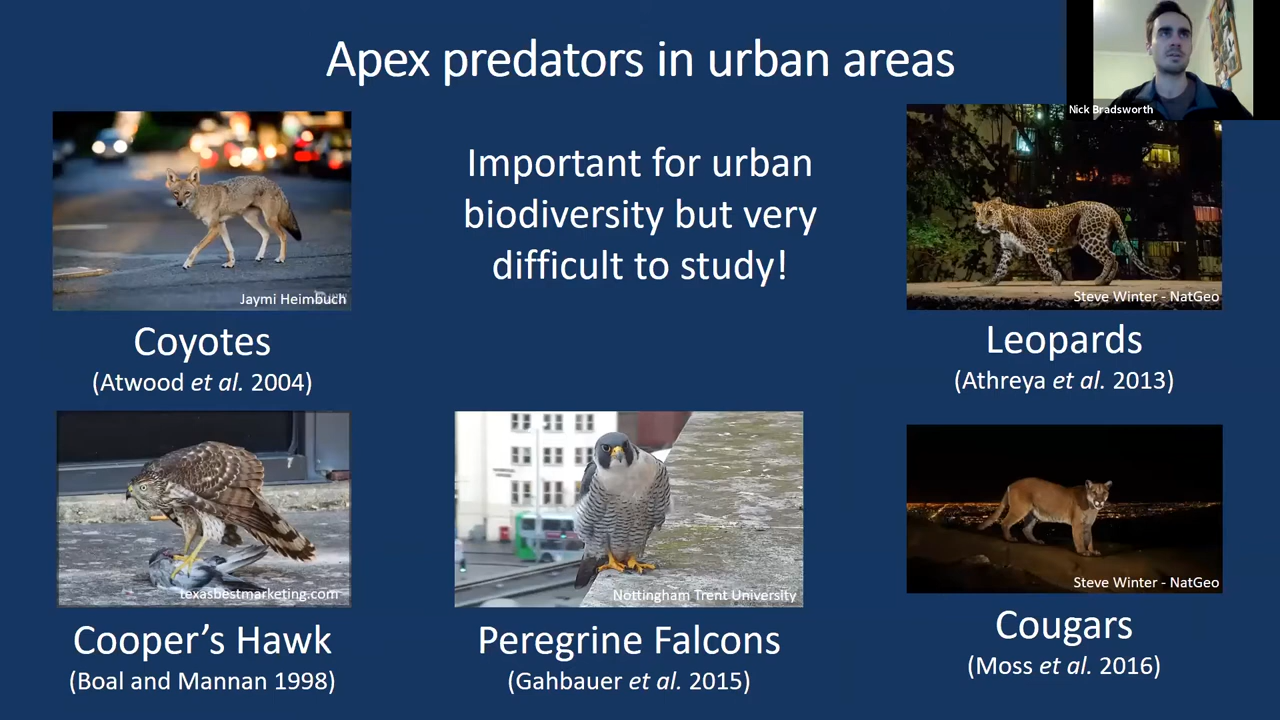 Apex predators in urban areas
Nick Bradsworth
Important for urban
biodiversity but very
difficult to study!
Jaymi Heimbuch
Coyotes
(Atwood et al. 2004)
Steve Winter - NatGeo
Leopards
(Athreya et al. 2013)
texasbestmarketing.com
Cooper's Hawk
(Boal and Mannan 1998)
Nottingham Trent University
Peregrine Falcons
(Gahbauer et al. 2015)
Steve Winter - NatGeo
Cougars
(Moss et al. 2016)